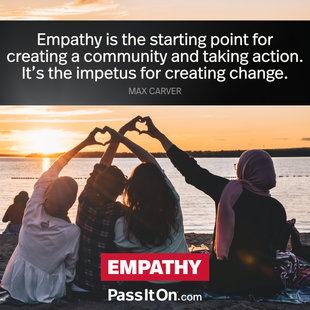 Empathy is the starting point for
creating a community and taking action.
It's the impetus for creating change.
MAX CARVER
EMPATHY
PassItOn.com